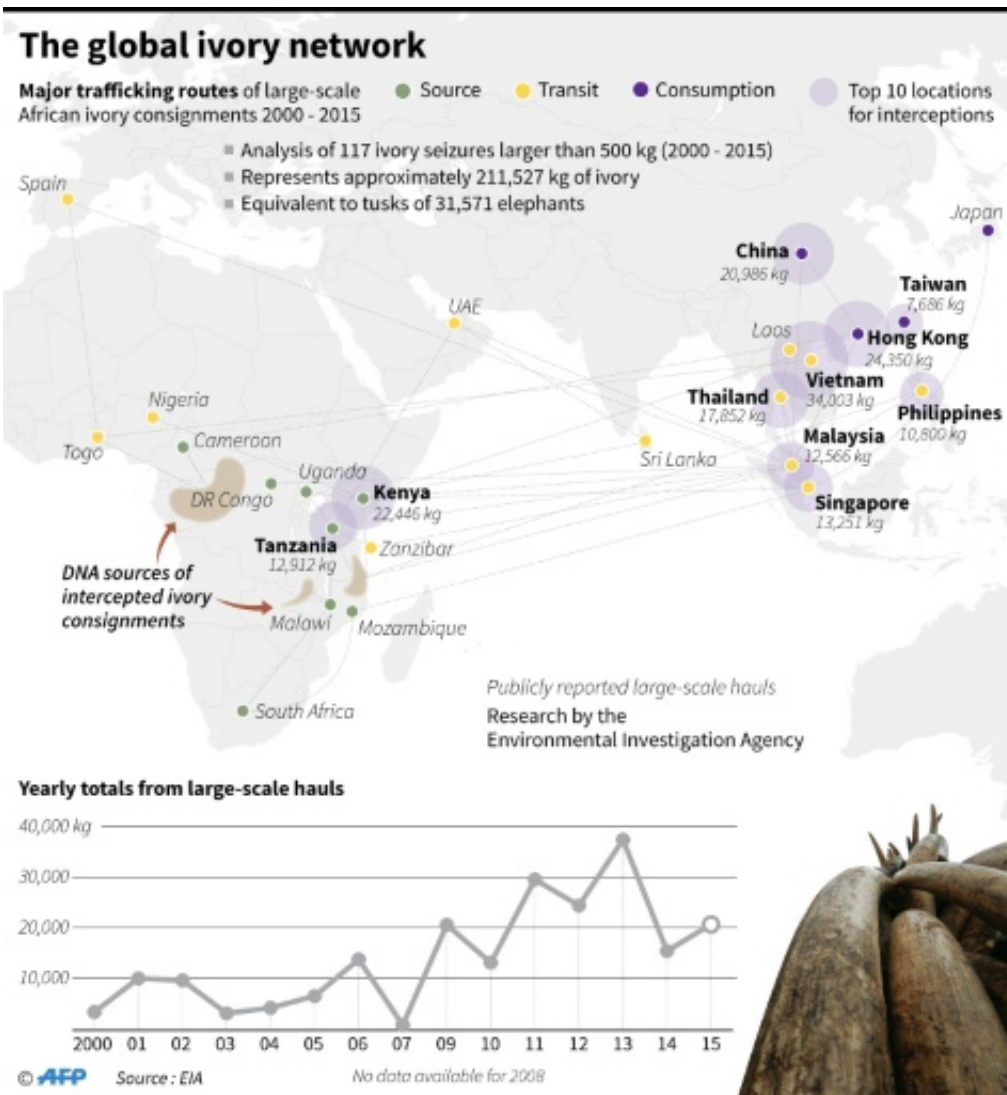 The global ivory network
Major trafficking routes of large-scale
African ivory consignments 2000 - 2015
Source
Transit
Consumption
Top 10 locations
for interceptions
Analysis of 117 ivory seizures larger than 500 kg (2000 - 2015)
Represents approximately 211,527 kg of ivory
Equivalent to tusks of 31,571 elephants
Spain
Japan
China
20,986 kg
Taiwan
7,686 kg
UAE
Laos
Hong Kong
24,350 kg
Vietnam
34,003 kg
Thailand
17,852 kg
Philippines
10,800 kg
Nigeria
Togo
Cameroon
Malaysia
12,566 kg
Sri Lanka
Uganda
DR Congo
Kenya
22,446 kg
Singapore
13,251 kg
Tanzania
12,912 kg
Zanzibar
DNA sources of
intercepted ivory
consignments
Malawi
Mozambique
South Africa
Publicly reported large-scale hauls
Research by the
Environmental Investigation Agency
Yearly totals from large-scale hauls
40,000 kg
30,000
20,000
10,000
2000 01 02 03 04 05 06 07 09 10 11 12 13 14 15
© AFP Source : EIA No data available for 2008